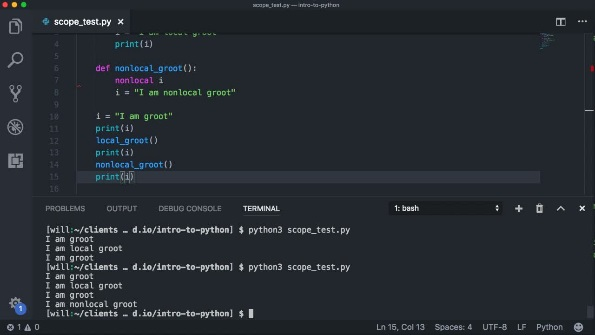 scope_test.py — intro-to-python
scope_test.py ×
3 i = "I am local groot"
4 print(i)
5
6 def nonlocal_groot():
7 nonlocal i
8 i = "I am nonlocal groot"
9
10 i = "I am groot"
11 print(i)
12 local_groot()
13 print(i)
14 nonlocal_groot()
15 print(i)
16
PROBLEMS OUTPUT DEBUG CONSOLE TERMINAL 1: bash
[will:~/clients … d.io/intro-to-python] $ python3 scope_test.py
I am groot
I am local groot
I am groot
[will:~/clients … d.io/intro-to-python] $ python3 scope_test.py
I am groot
I am local groot
I am groot
I am nonlocal groot
[will:~/clients … d.io/intro-to-python] $
1
1 0 Ln 15, Col 13 Spaces: 4 UTF-8 LF Python